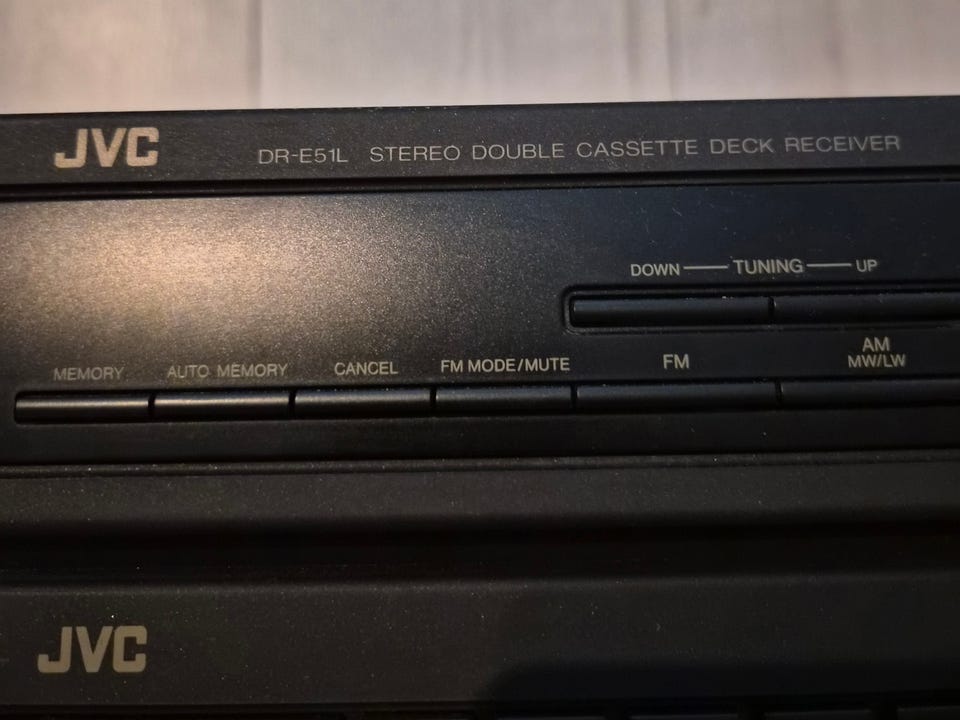 JVC DR-E51L STEREO DOUBLE CASSETTE DECK RECEIVER
DOWN TUNING UP
MEMORY AUTO MEMORY CANCEL FM MODE/MUTE FM AM
MW/LW
JVC